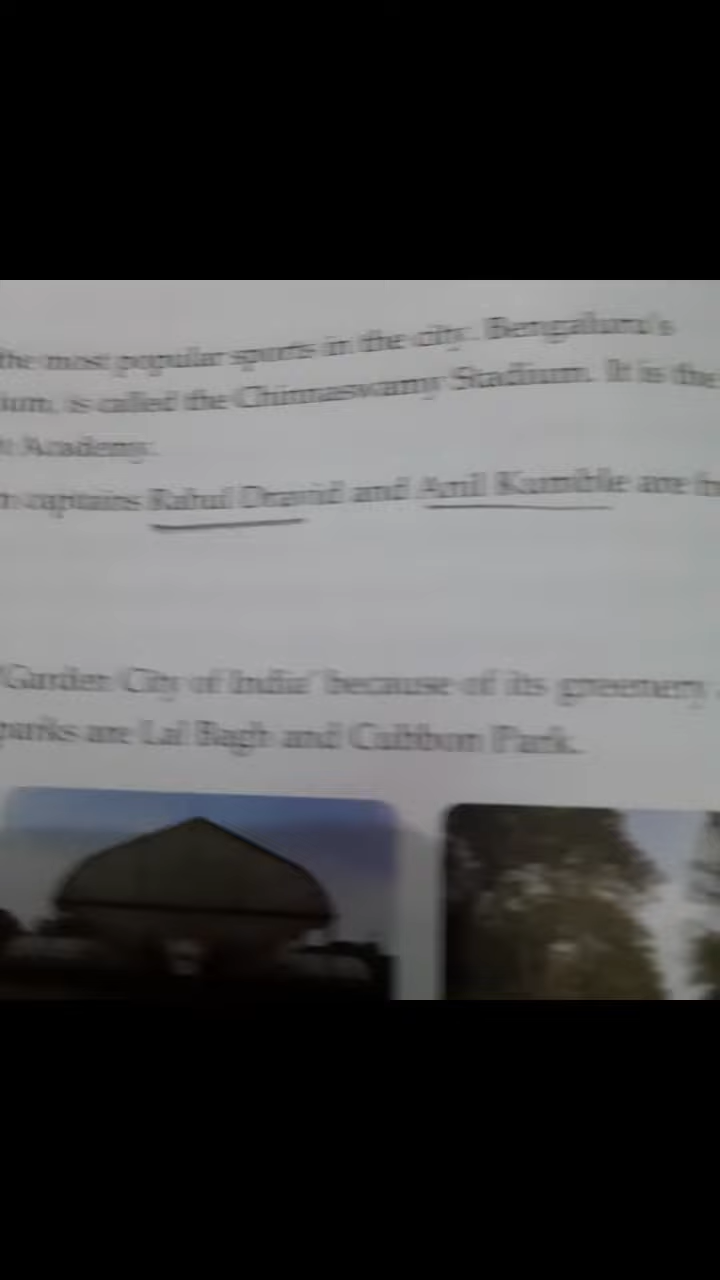 the most popular sports in the city. Bengaluru's
ium, is called the Chinnaswamy Stadium. It is the
Academy.
captains Rahul Dravid and Anil Kumble are
'Garden City of India' because of its greenery
parks are Lal Bagh and Cubbon Park.